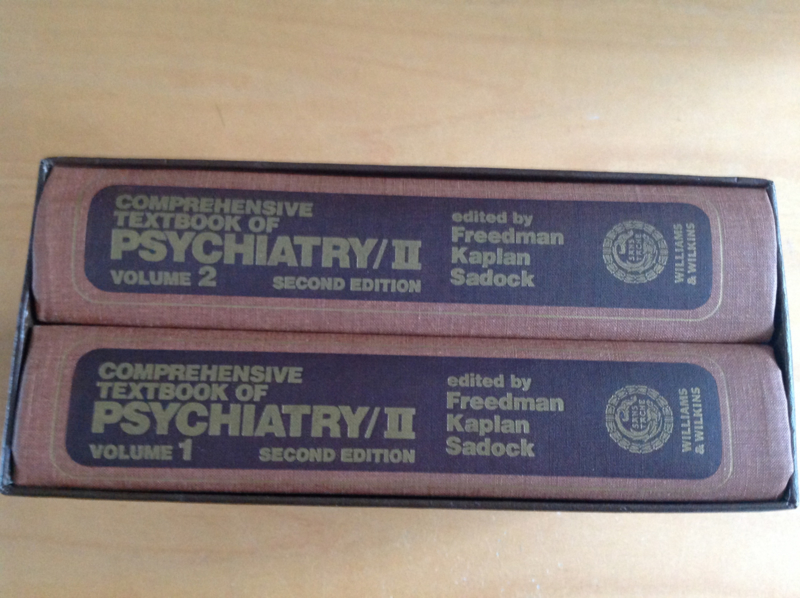 COMPREHENSIVE
TEXTBOOK OF
PSYCHIATRY/II
VOLUME 2 SECOND EDITION
edited by
Freedman
Kaplan
Sadock
WILLIAMS
& WILKINS
COMPREHENSIVE
TEXTBOOK OF
PSYCHIATRY/II
VOLUME 1 SECOND EDITION
edited by
Freedman
Kaplan
Sadock
WILLIAMS
& WILKINS